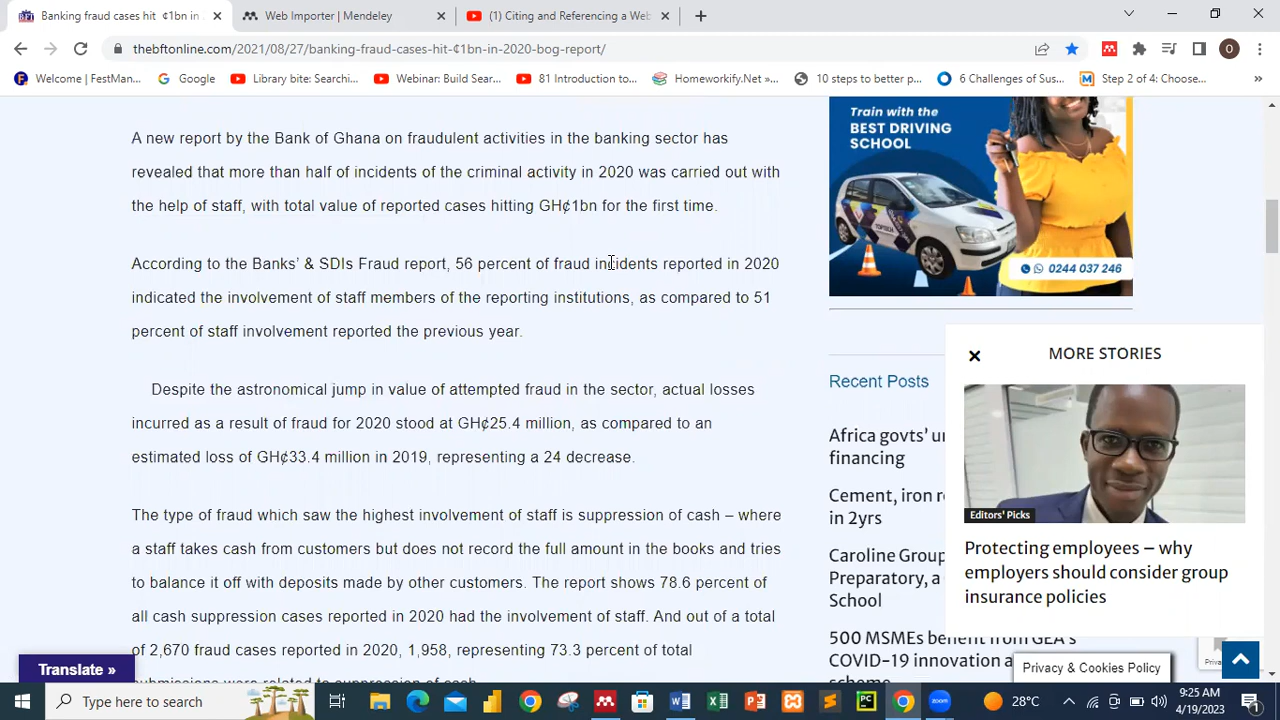 Banking fraud cases hit ¢1bn in
Web Importer | Mendeley
(1) Citing and Referencing a Web
thebftonline.com/2021/08/27/banking-fraud-cases-hit-¢1bn-in-2020-bog-report/
O
Welcome | FestMan...
Google
Library bite: Searchi...
Webinar: Build Sear...
81 Introduction to...
Homeworkify.Net »...
10 steps to better p...
6 Challenges of Sus...
Step 2 of 4: Choose...
»
A now report by the Bank of Ghana on fraudulent activities in the banking sector has
revealed that more than half of incidents of the criminal activity in 2020 was carried out with
the help of staff, with total value of reported cases hitting GH¢1bn for the first time.
According to the Banks' & SDIs Fraud report, 56 percent of fraud incidents reported in 2020
indicated the involvement of staff members of the reporting institutions, as compared to 51
percent of staff involvement reported the previous year.
Despite the astronomical jump in value of attempted fraud in the sector, actual losses
incurred as a result of fraud for 2020 stood at GH¢25.4 million, as compared to an
estimated loss of GH¢33.4 million in 2019, representing a 24 decrease.
The type of fraud which saw the highest involvement of staff is suppression of cash – where
a staff takes cash from customers but does not record the full amount in the books and tries
to balance it off with deposits made by other customers. The report shows 78.6 percent of
all cash suppression cases reported in 2020 had the involvement of staff. And out of a total
of 2,670 fraud cases reported in 2020, 1,958, representing 73.3 percent of total
submissions were related to suppression of cash.
Train with the
BEST DRIVING
SCHOOL
0244 037 246
Recent Posts
Africa govts' u
financing
Cement, iron r
in 2yrs
Caroline Group
Preparatory, a
School
500 MSMEs benefit from GEA's
COVID-19 innovation a
scheme
MORE STORIES
Editors' Picks
Protecting employees – why
employers should consider group
insurance policies
Privacy & Cookies Policy
Translate »
Type here to search
28°C
9:25 AM
4/19/2023
1